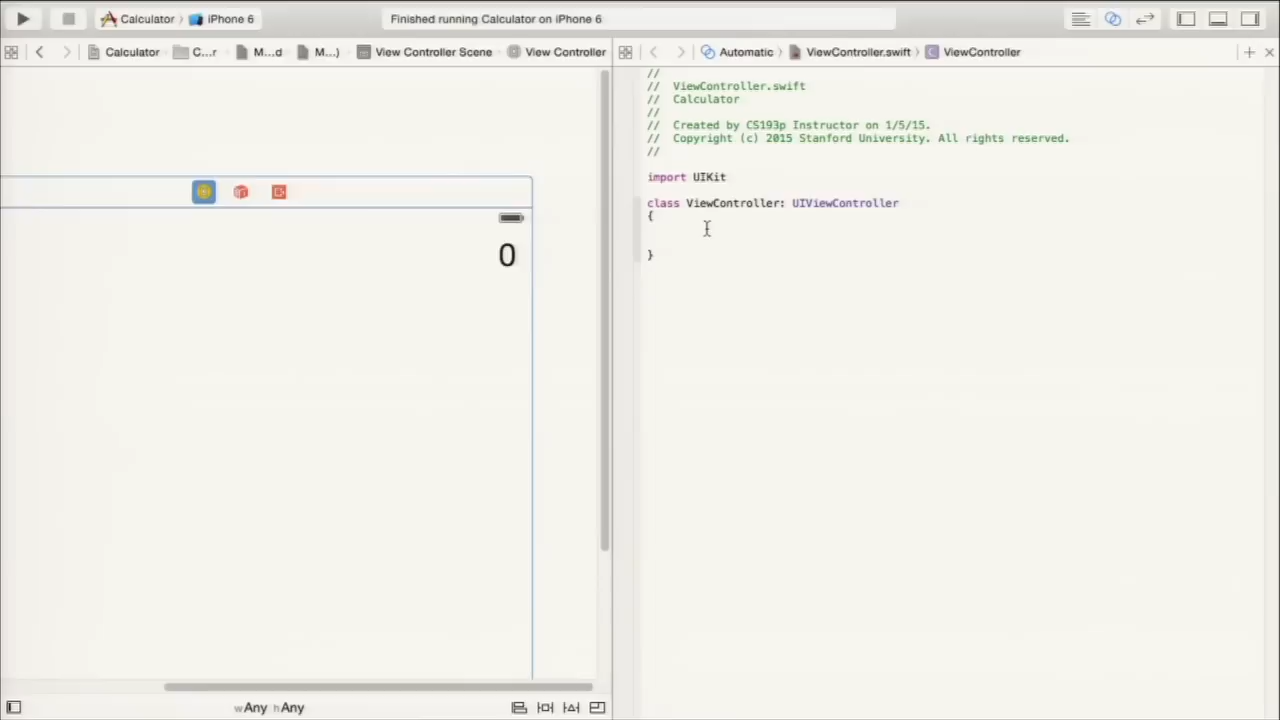 Calculator 〉 iPhone 6
Finished running Calculator on iPhone 6
Calculator 〉 C...r 〉 M...d 〉 M...) 〉 View Controller Scene 〉 View Controller
Automatic 〉 ViewController.swift 〉 C ViewController
0
//
//  ViewController.swift
//  Calculator
//
//  Created by CS193p Instructor on 1/5/15.
//  Copyright (c) 2015 Stanford University. All rights reserved.
//
import UIKit
class ViewController: UIViewController
{
}
wAny hAny